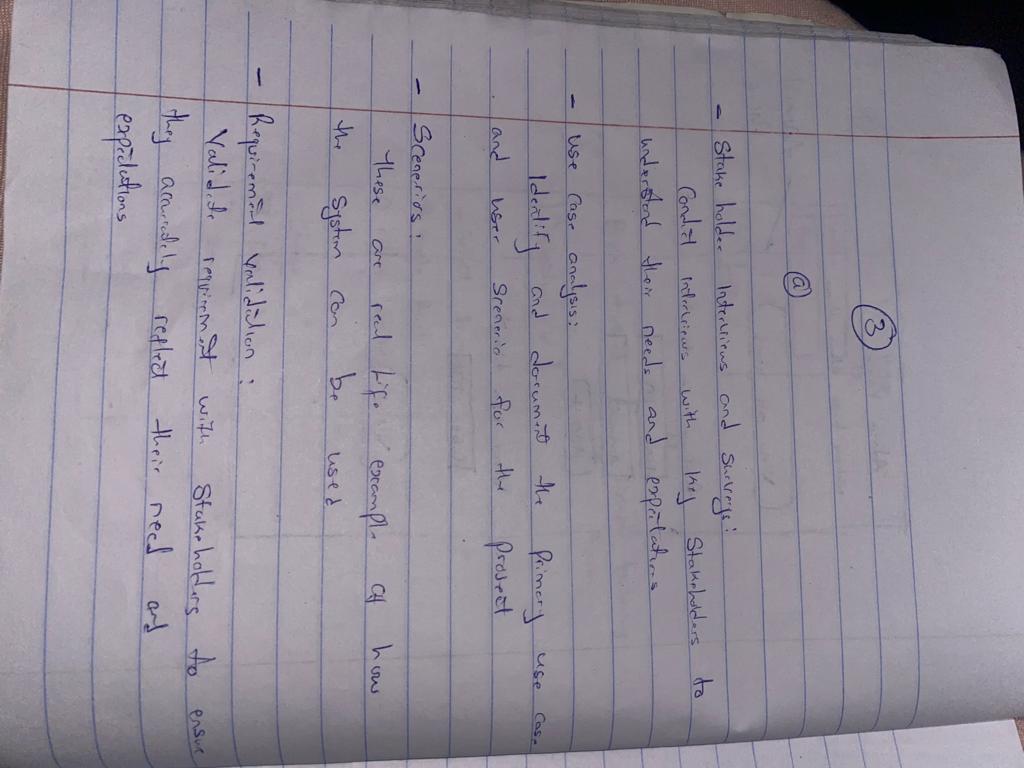 3
a
- Stake holder Interviews and Surveys:
Condict interviews with key Stakeholders to
understand their needs and expectations
- Use Case analysis:
Identify and document the Primary use case
and user Scenerio for the project
- Scenerios:
These are real Life example of how
the System can be used
- Requirement validation:
Validate requirement with Stakeholders to ensure
they accurately reflect their need and
expectations